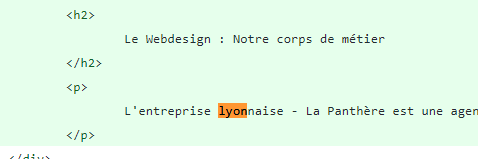 <h2>
Le Webdesign : Notre corps de métier
</h2>
<p>
L'entreprise lyonnaise - La Panthère est une agen
</p>
</div>